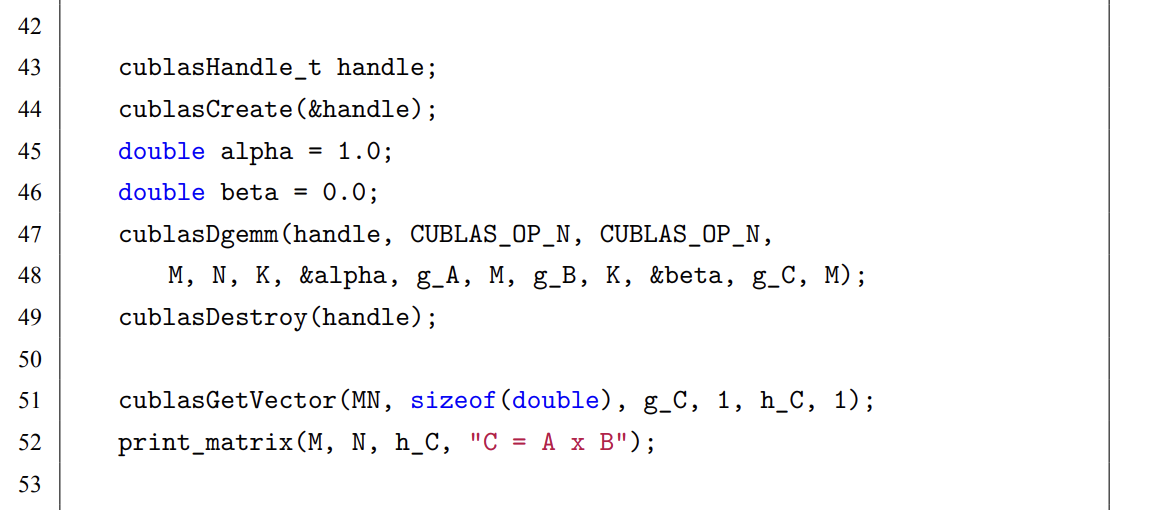 42
43 cublasHandle_t handle;
44 cublasCreate(&handle);
45 double alpha = 1.0;
46 double beta = 0.0;
47 cublasDgemm(handle, CUBLAS_OP_N, CUBLAS_OP_N,
48 M, N, K, &alpha, g_A, M, g_B, K, &beta, g_C, M);
49 cublasDestroy(handle);
50
51 cublasGetVector(MN, sizeof(double), g_C, 1, h_C, 1);
52 print_matrix(M, N, h_C, "C = A x B");
53